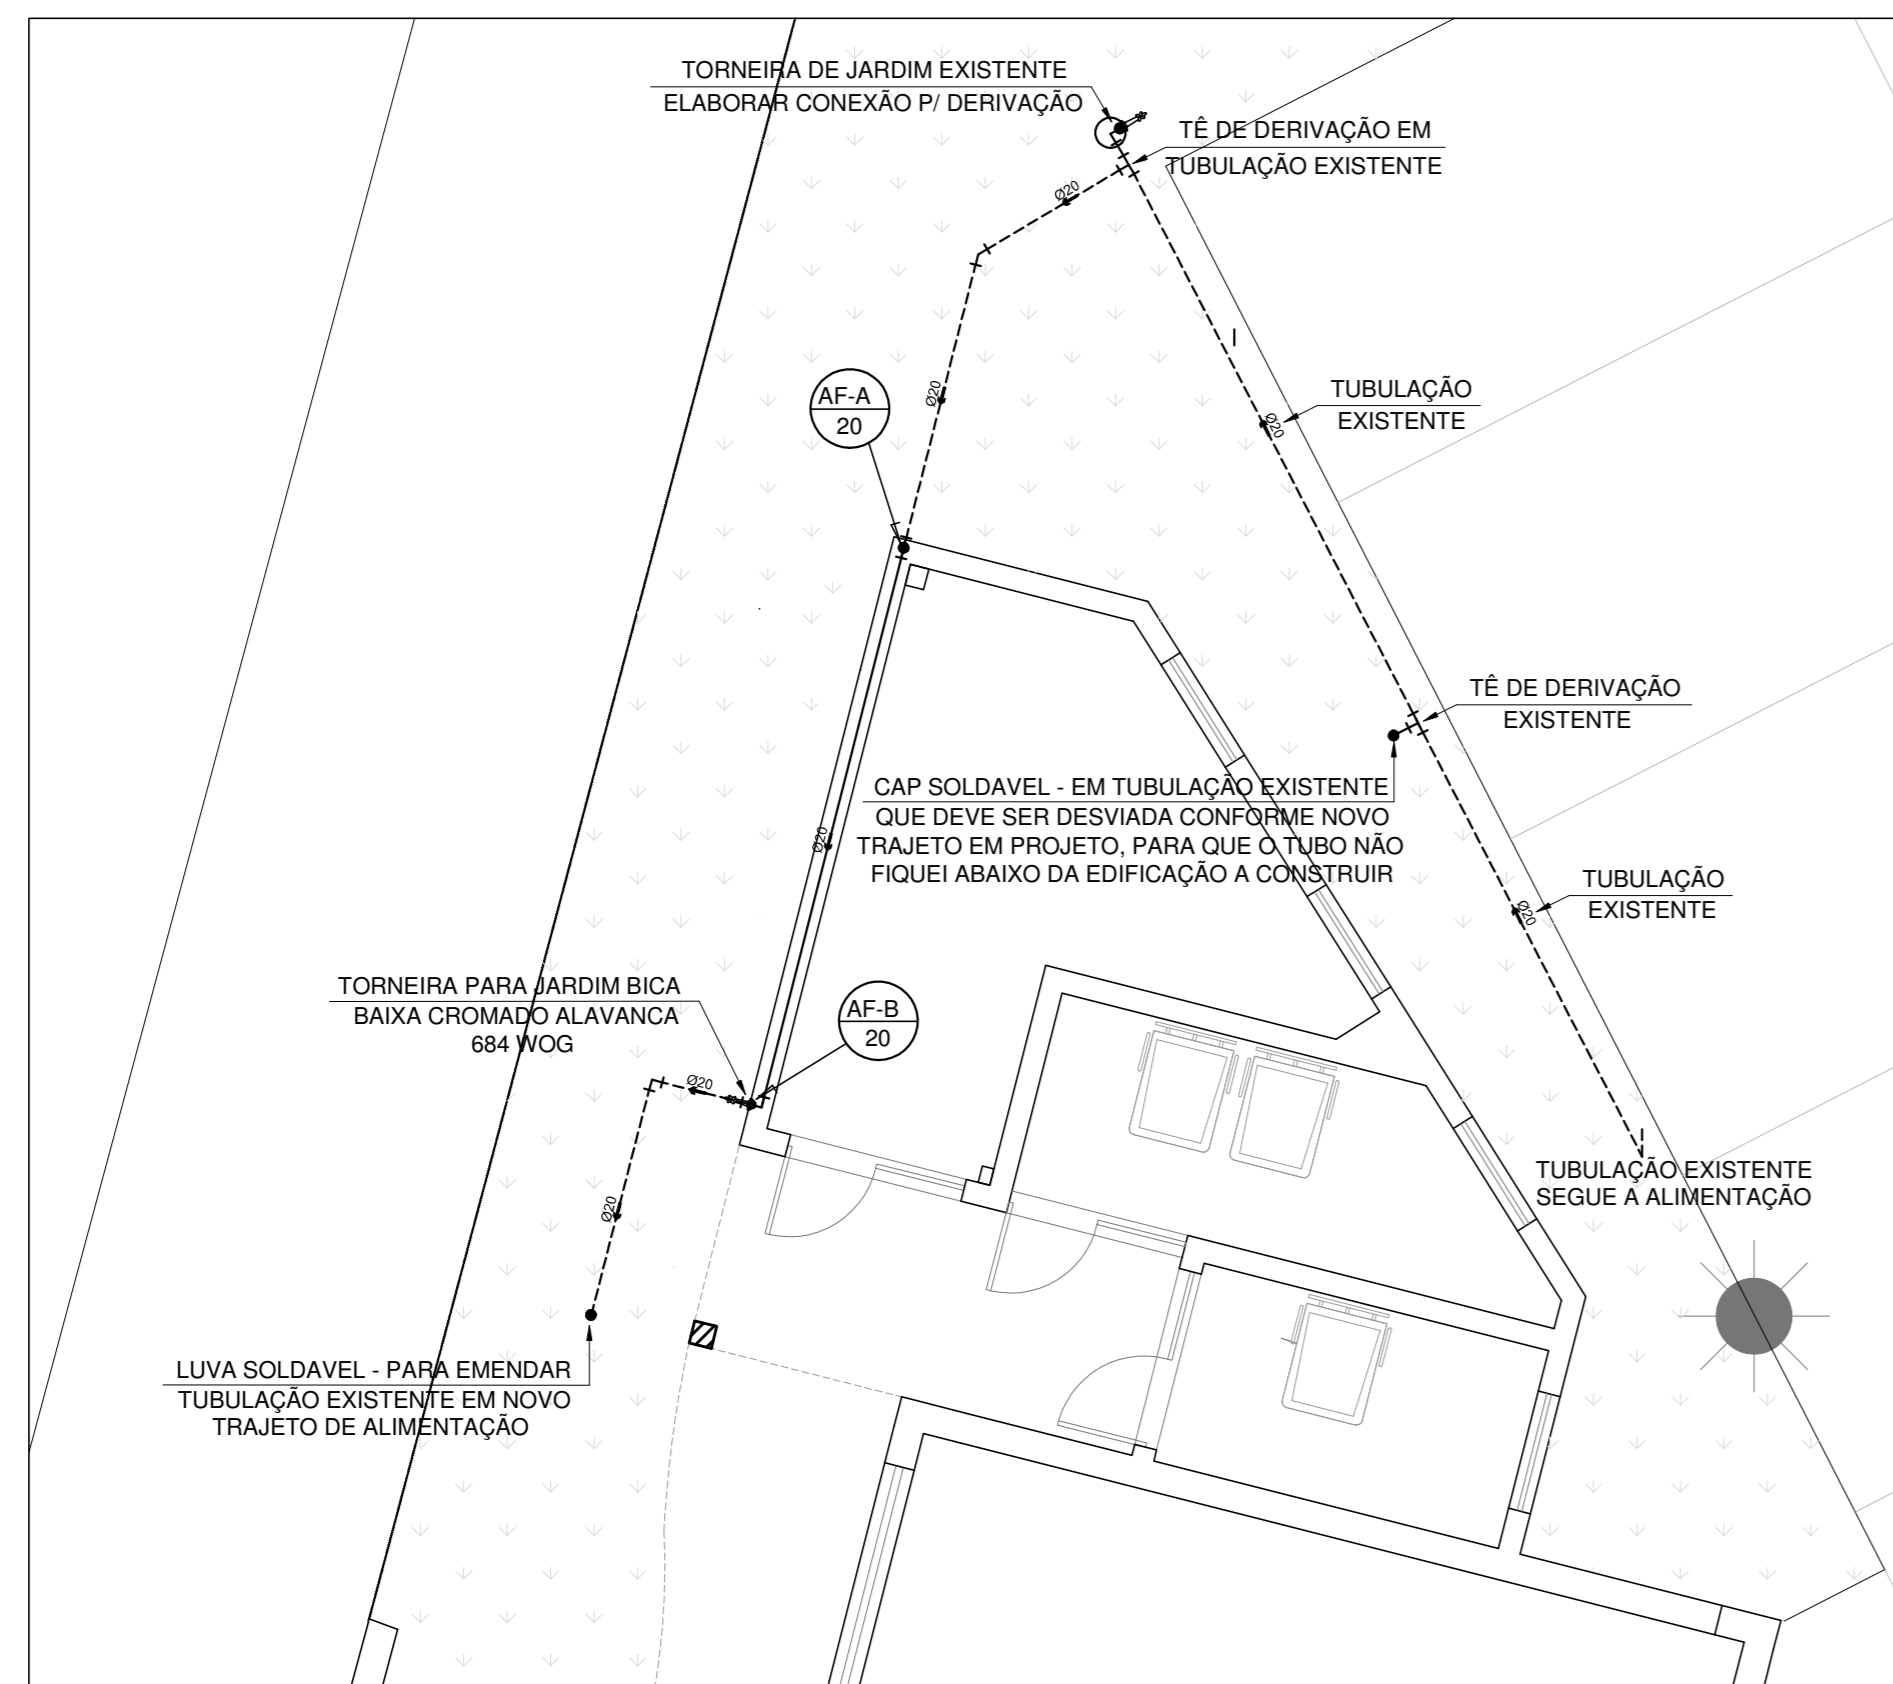 TORNEIRA DE JARDIM EXISTENTE
ELABORAR CONEXÃO P/ DERIVAÇÃO
TÊ DE DERIVAÇÃO EM
TUBULAÇÃO EXISTENTE
Ø20
Ø20
AF-A
20
TUBULAÇÃO
EXISTENTE
Ø20
TÊ DE DERIVAÇÃO
EXISTENTE
CAP SOLDAVEL - EM TUBULAÇÃO EXISTENTE
QUE DEVE SER DESVIADA CONFORME NOVO
TRAJETO EM PROJETO, PARA QUE O TUBO NÃO
FIQUEI ABAIXO DA EDIFICAÇÃO A CONSTRUIR
Ø20
TUBULAÇÃO
EXISTENTE
Ø20
TORNEIRA PARA JARDIM BICA
BAIXA CROMADO ALAVANCA
684 WOG
AF-B
20
Ø20
TUBULAÇÃO EXISTENTE
SEGUE A ALIMENTAÇÃO
Ø20
LUVA SOLDAVEL - PARA EMENDAR
TUBULAÇÃO EXISTENTE EM NOVO
TRAJETO DE ALIMENTAÇÃO